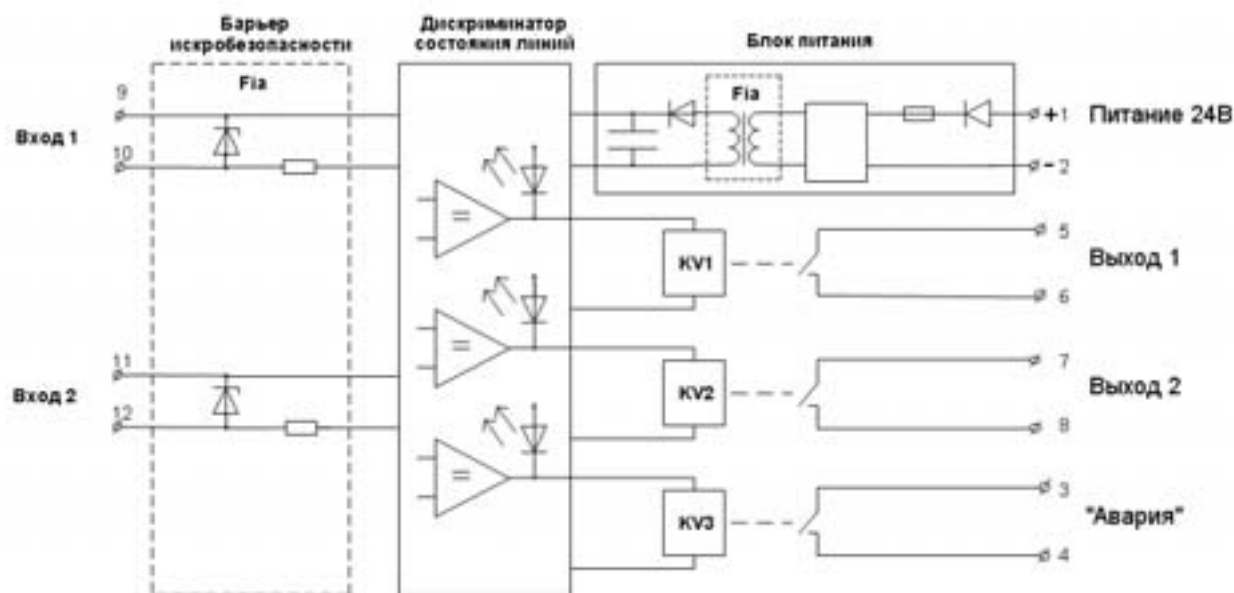 Барьер
искробезопасности
Дискриминатор
состояния линий
Блок питания
Fia
Fia
9
Вход 1
10
+1
Питание 24В
- 2
=
KV1
5
Выход 1
6
=
KV2
7
Выход 2
8
11
Вход 2
12
=
KV3
3
"Авария"
4